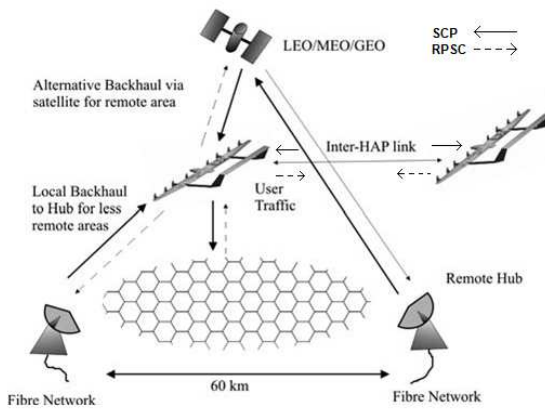 LEO/MEO/GEO
SCP
RPSC
Alternative Backhaul via
satellite for remote area
Inter-HAP link
Local Backhaul
to Hub for less
remote areas
User
Traffic
Remote Hub
60 km
Fibre Network
Fibre Network